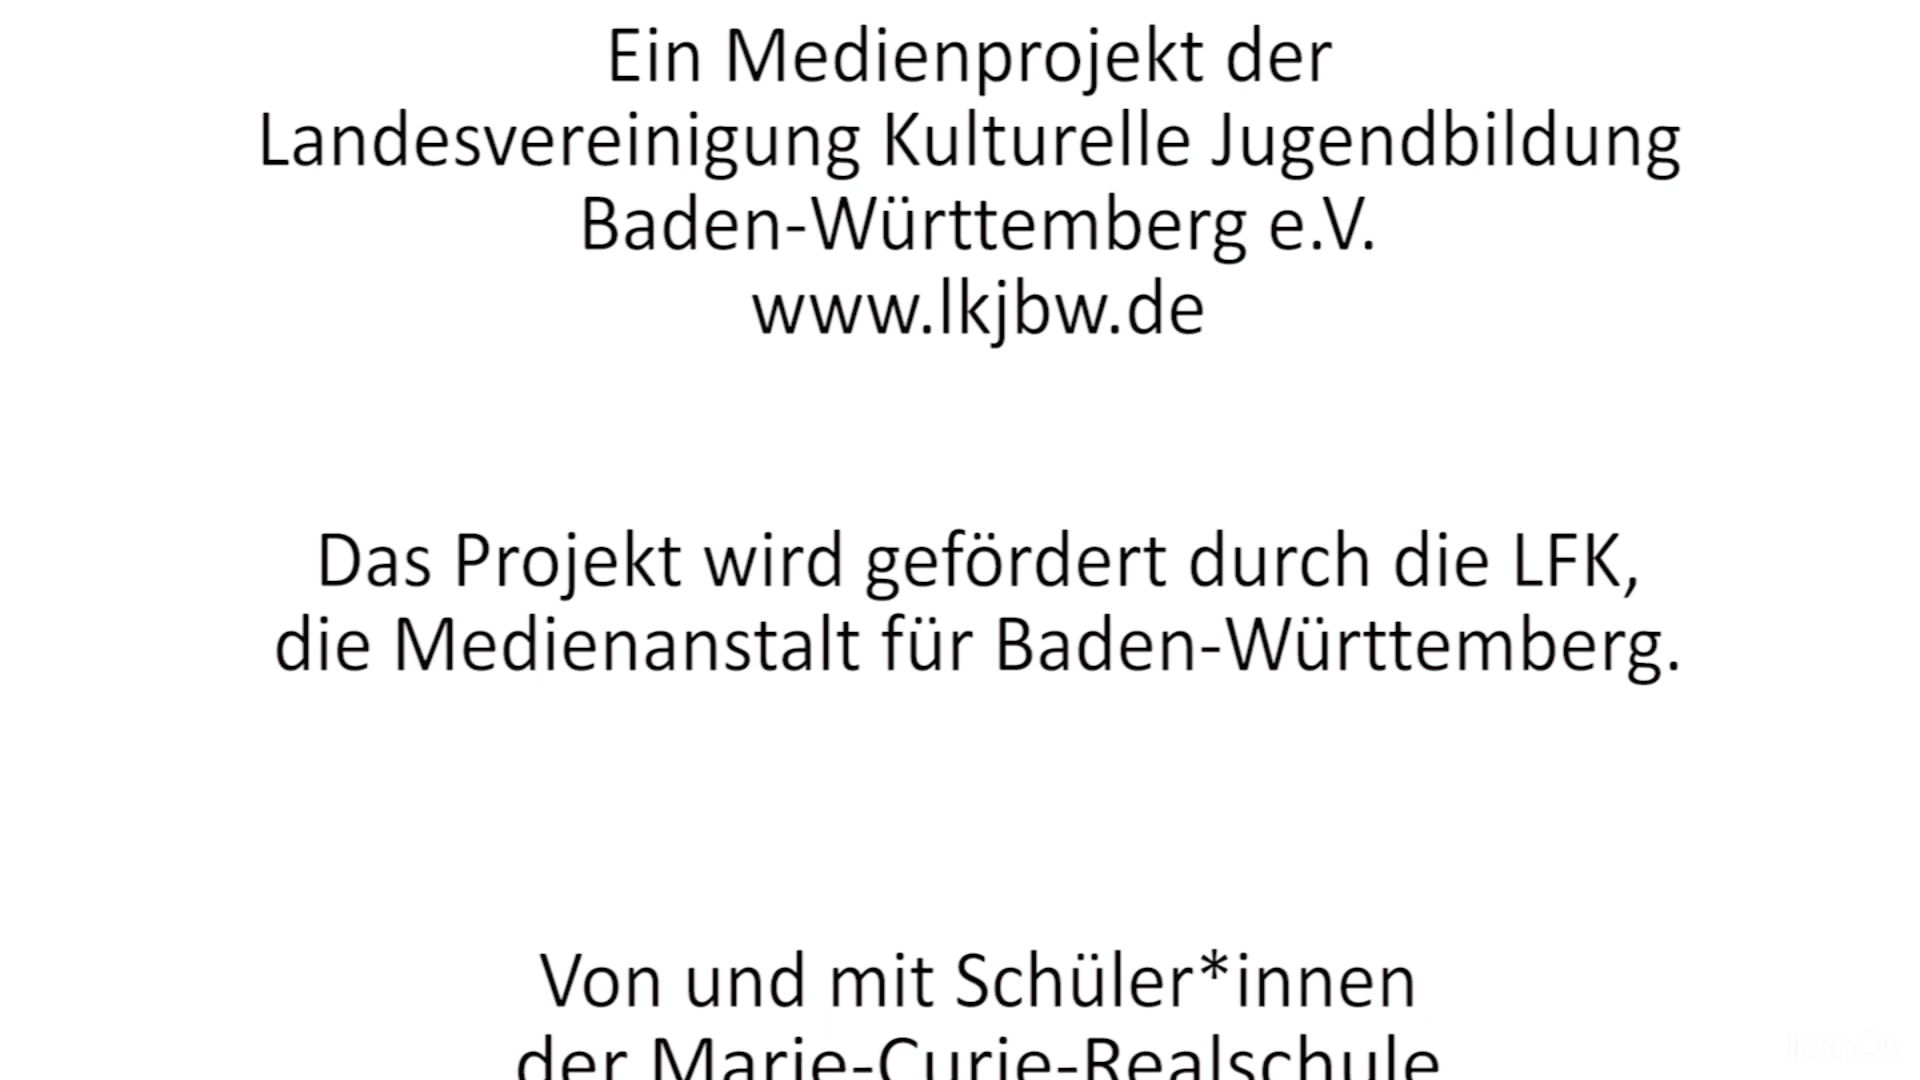 Ein Medienprojekt der
Landesvereinigung Kulturelle Jugendbildung
Baden-Württemberg e.V.
www.lkjbw.de
Das Projekt wird gefördert durch die LFK,
die Medienanstalt für Baden-Württemberg.
Von und mit Schüler*innen
der Marie-Curie-Realschule